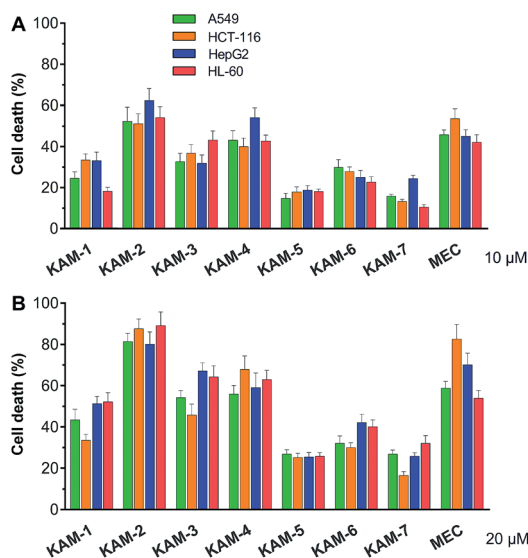 A
A549
HCT-116
HepG2
HL-60
Cell death (%)
100
80
60
40
20
0
KAM-1 KAM-2 KAM-3 KAM-4 KAM-5 KAM-6 KAM-7 MEC
10 µM
B
Cell death (%)
100
80
60
40
20
0
KAM-1 KAM-2 KAM-3 KAM-4 KAM-5 KAM-6 KAM-7 MEC
20 µM